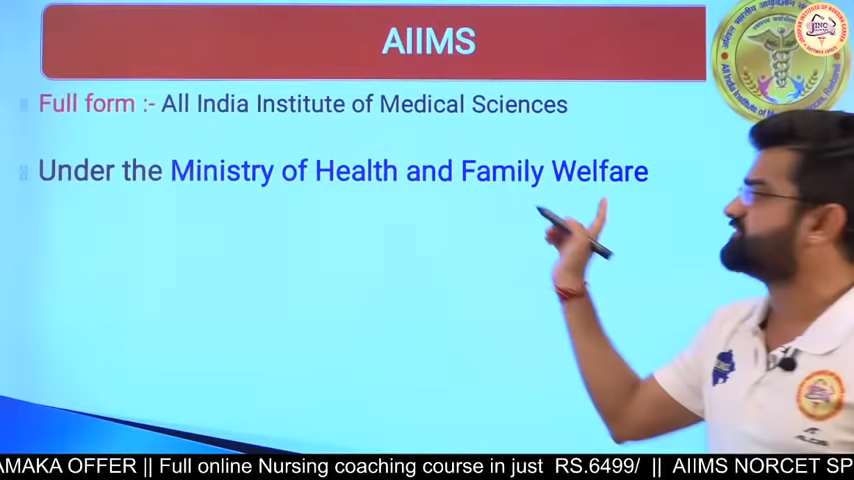 AIIMS
Full form :- All India Institute of Medical Sciences
Under the Ministry of Health and Family Welfare
JINC
AMAKA OFFER || Full online Nursing coaching course in just RS.6499/ || AIIMS NORCET SP